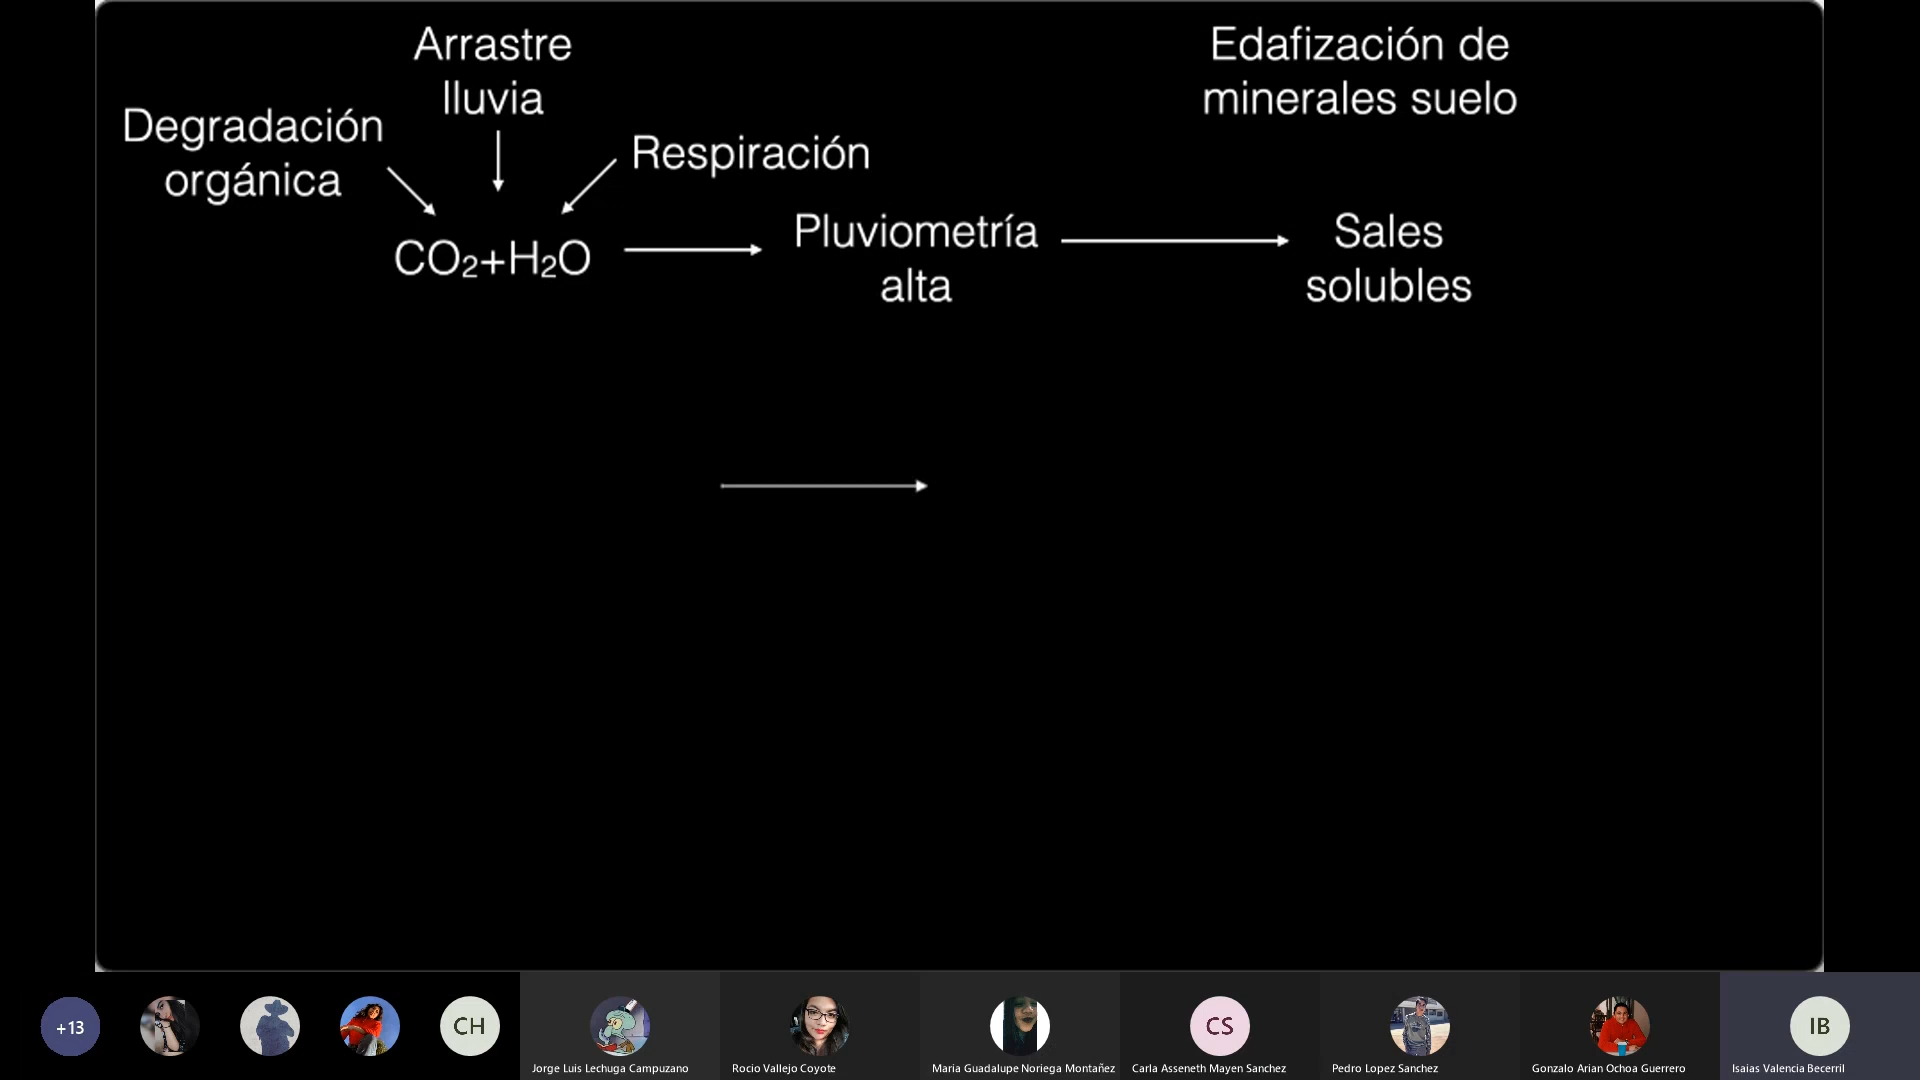 Arrastre
lluvia
Edafización de
minerales suelo
Degradación
orgánica
Respiración
CO₂+H₂O
Pluviometría
alta
Sales
solubles
+13
CH
CS
IB
Jorge Luis Lechuga Campuzano
Rocio Vallejo Coyote
Maria Guadalupe Noriega Montañez
Carla Asseneth Mayen Sanchez
Pedro Lopez Sanchez
Gonzalo Arian Ochoa Guerrero
Isaias Valencia Becerril